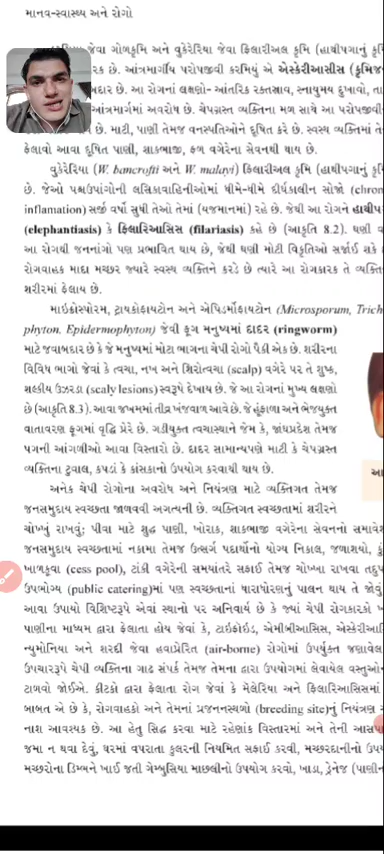 માનવ-સ્વાસ્થ્ય અને રોગો
જેવા ગોળકૃમિ અને વુકેરેરિયા જેવા ફિલારીઅલ કૃમિ (હાથીપગાનું કૃમિ
રક છે. આંત્રમાર્ગીય પરોપજીવી કરમિયું એ એસ્કેરીઆસીસ (કૃમિજ
બદાર છે. આ રોગનાં લક્ષણો- આંતરિક રક્તસ્રાવ, સ્નાયુમય દુખાવો, તા
આંત્રમાર્ગમાં અવરોધ છે. ચેપગ્રસ્ત વ્યક્તિના મળ સાથે આ પરોપજીવી
છે. માટી, પાણી તેમજ વનસ્પતિઓને દૂષિત કરે છે. સ્વસ્થ વ્યક્તિમાં તે
ફેલાવો આવા દૂષિત પાણી, શાકભાજી, ફળ વગેરેના સેવનથી થાય છે.
વુકેરેરિયા (W. bancrofti અને W. malayi) ફિલારીઅલ કૃમિ (હાથીપગાનું કૃ
છે. જેઓ પશ્ચઉપાંગોની લસિકાવાહિનીઓમાં ધીમે-ધીમે દીર્ઘકાલીન સોજો (chron
inflamation) સર્જી વર્ષો સુધી તેઓ તેમાં (યજમાનમાં) રહે છે. જેથી આ રોગને હાથીપ
(elephantiasis) કે ફિલારિઆસિસ (filariasis) કહે છે (આકૃતિ 8.2). ઘણી વ
આ રોગથી જનનાંગો પણ પ્રભાવિત થાય છે, જેથી ઘણી મોટી વિકૃતિઓ સર્જાઈ શકે
રોગવાહક માદા મચ્છર જ્યારે સ્વસ્થ વ્યક્તિને કરડે છે ત્યારે આ રોગકારક તે વ્યક્તિ
શરીરમાં ફેલાય છે.
માઇક્રોસ્પોરમ, ટ્રાયકોફાયટોન અને એપિડર્મોફાયટોન (Microsporum, Trich
phyton, Epidermophyton) જેવી ફૂગ મનુષ્યમાં દાદર (ringworm)
માટે જવાબદાર છે કે જે મનુષ્યમાં મોટા ભાગના ચેપી રોગો પૈકી એક છે. શરીરના
વિવિધ ભાગો જેવાં કે ત્વચા, નખ અને શિરોત્વચા (scalp) વગેરે પર તે શુષ્ક,
શલ્કીય ઉઝરડા (scaly lesions) સ્વરૂપે દેખાય છે. જે આ રોગનાં મુખ્ય લક્ષણો
છે (આકૃતિ 8.3). આવા જખમમાં તીવ્ર ખંજવાળ આવે છે. જે હૂંફાળા અને ભેજયુક્ત
વાતાવરણ ફૂગમાં વૃદ્ધિ પ્રેરે છે. ગડીયુક્ત ત્વચાસ્થાને જેમ કે, જાંઘપ્રદેશ તેમજ
પગની આંગળીઓ આવા વિસ્તારો છે. દાદર સામાન્યપણે માટી કે ચેપગ્રસ્ત
વ્યક્તિના ટુવાલ, કપડાં કે કાંસકાનો ઉપયોગ કરવાથી થાય છે.
અનેક ચેપી રોગોના અવરોધ અને નિયંત્રણ માટે વ્યક્તિગત તેમજ
જનસમુદાય સ્વચ્છતા જાળવવી અગત્યની છે. વ્યક્તિગત સ્વચ્છતામાં શરીરને
ચોખ્ખું રાખવું; પીવા માટે શુદ્ધ પાણી, ખોરાક, શાકભાજી વગેરેના સેવનનો સમાવેશ
જનસમુદાય સ્વચ્છતામાં નકામા તેમજ ઉત્સર્ગ પદાર્થોનો યોગ્ય નિકાલ, જળાશયો, કું
ખાળકૂવા (cess pool), ટાંકી વગેરેની સમયાંતરે સફાઈ તેમજ ચોખ્ખા રાખવા તદુપ
ઉપભોગ્ય (public catering)માં પણ સ્વચ્છતાનાં ધારાધોરણનું પાલન થાય તે જોવું
આવા ઉપાયો વિશિષ્ટરૂપે એવાં સ્થાનો પર અનિવાર્ય છે કે જ્યાં રોગકારકો ખ
પાણીના માધ્યમ દ્વારા ફેલાતા હોય જેવાં કે, ટાઇફોઇડ, એમીબીઆસિસ, એસ્કેરીઆ
ન્યુમોનિયા અને શરદી જેવા હવાપ્રેરિત (air-borne) રોગોમાં ઉપર્યુક્ત જણાવેલ
ઉપચારરૂપે ચેપી વ્યક્તિના ગાઢ સંપર્ક તેમજ તેમના દ્વારા ઉપયોગમાં લેવાયેલ વસ્તુઓન
ટાળવો જોઈએ. કીટકો દ્વારા ફેલાતા રોગ જેવાં કે મેલેરિયા અને ફિલારિઆસિસમાં
બાબત એ છે કે, રોગવાહકો અને તેમનાં પ્રજનનસ્થળો (breeding site)નું નિયંત્રણ
નાશ આવશ્યક છે. આ હેતુ સિદ્ધ કરવા માટે રહેણાંક વિસ્તારમાં અને તેની આસપા
જમા ન થવા દેવું, ઘરમાં વપરાતા કુલરની નિયમિત સફાઈ કરવી, મચ્છરદાનીનો ઉપય
મચ્છરોના ડિમ્ભને ખાઈ જતી ગેમ્બુસિયા માછલીનો ઉપયોગ કરવો, ખાડા, ડ્રેનેજ (પાણીન
આ